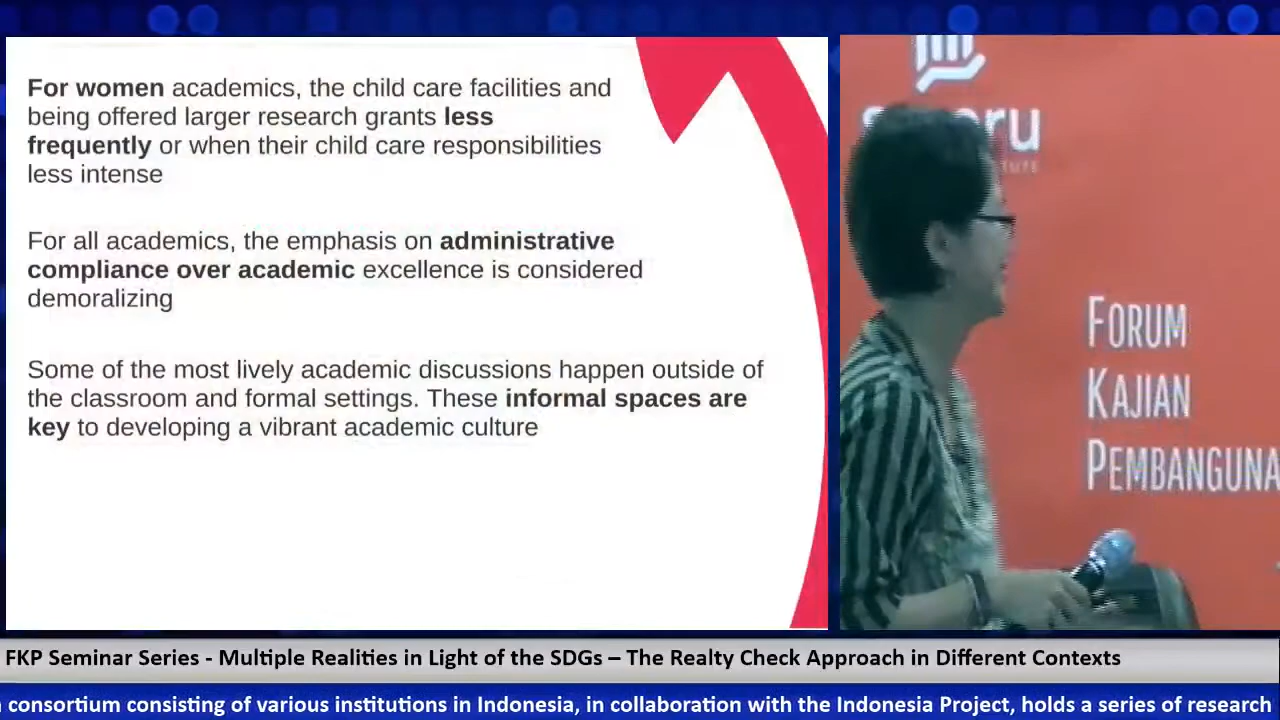 For women academics, the child care facilities and
being offered larger research grants less
frequently or when their child care responsibilities
less intense
For all academics, the emphasis on administrative
compliance over academic excellence is considered
demoralizing
Some of the most lively academic discussions happen outside of
the classroom and formal settings. These informal spaces are
key to developing a vibrant academic culture
FORUM
KAJIAN
PEMBANGUNA
FKP Seminar Series - Multiple Realities in Light of the SDGs – The Realty Check Approach in Different Contexts
consortium consisting of various institutions in Indonesia, in collaboration with the Indonesia Project, holds a series of research